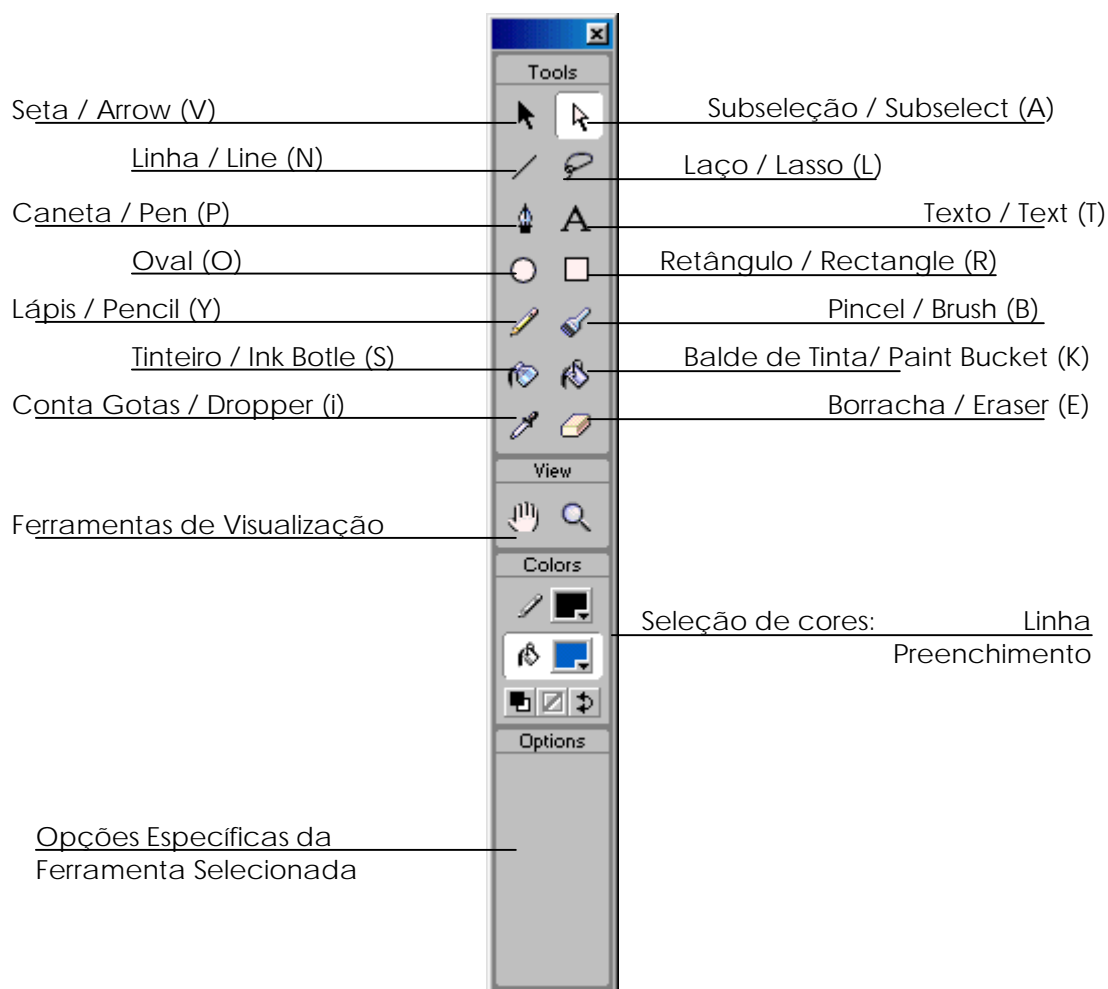 Tools
Seta / Arrow (V)
Subseleção / Subselect (A)
Linha / Line (N)
Laço / Lasso (L)
Caneta / Pen (P)
Texto / Text (T)
Oval (O)
Retângulo / Rectangle (R)
Lápis / Pencil (Y)
Pincel / Brush (B)
Tinteiro / Ink Botle (S)
Balde de Tinta/ Paint Bucket (K)
Conta Gotas / Dropper (i)
Borracha / Eraser (E)
View
Ferramentas de Visualização
Colors
Seleção de cores: Linha
Preenchimento
Options
Opções Específicas da
Ferramenta Selecionada